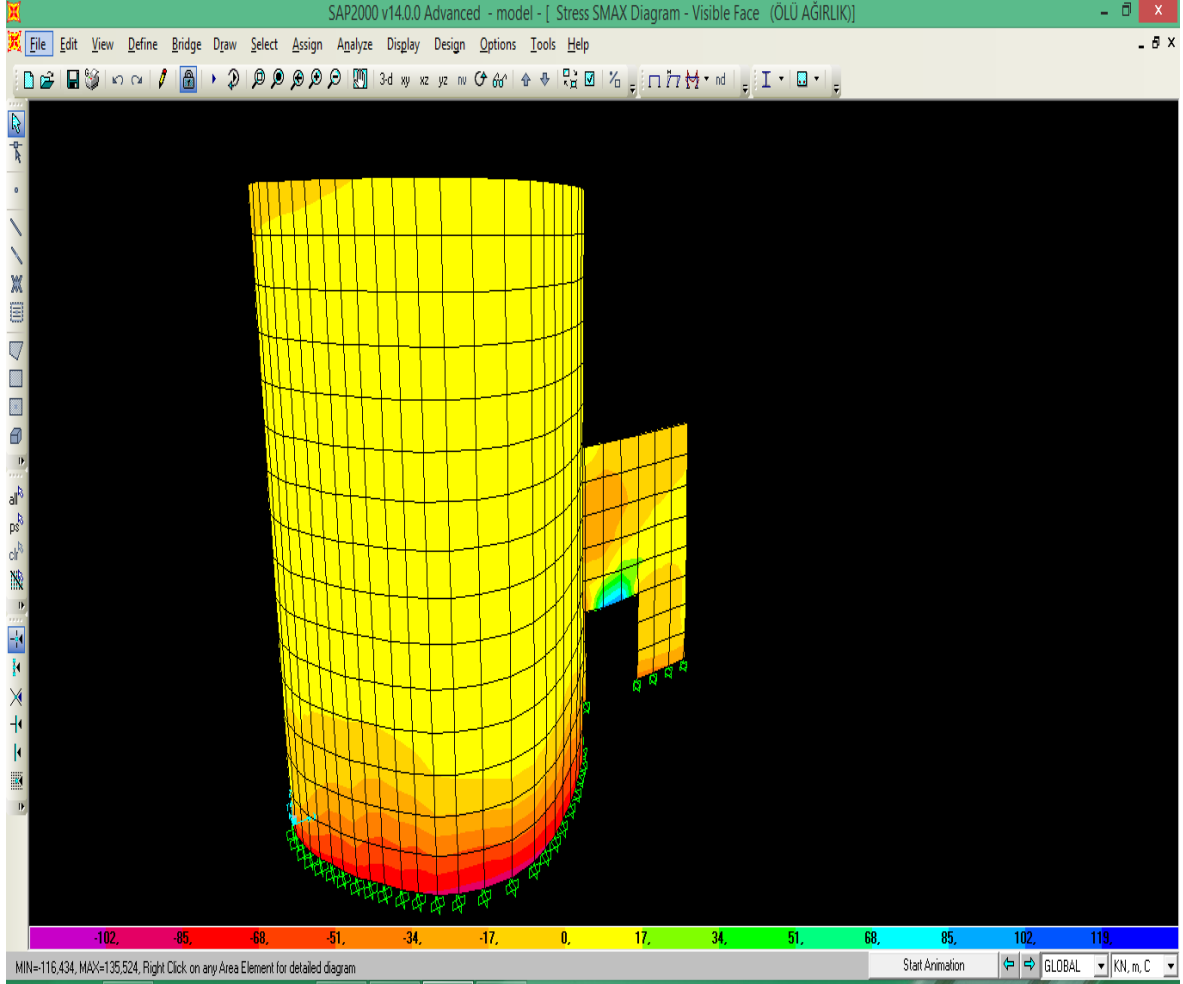 SAP2000 v14.0.0 Advanced - model - [ Stress SMAX Diagram - Visible Face (ÖLÜ AĞIRLIK)]
File Edit View Define Bridge Draw Select Assign Analyze Display Design Options Tools Help
3-d xy xz yz nv nd
all
ps
clr
-102, -85, -68, -51, -34, -17, 0, 17, 34, 51, 68, 85, 102, 119,
MIN=-116,434, MAX=135,524, Right Click on any Area Element for detailed diagram Start Animation GLOBAL KN, m, C